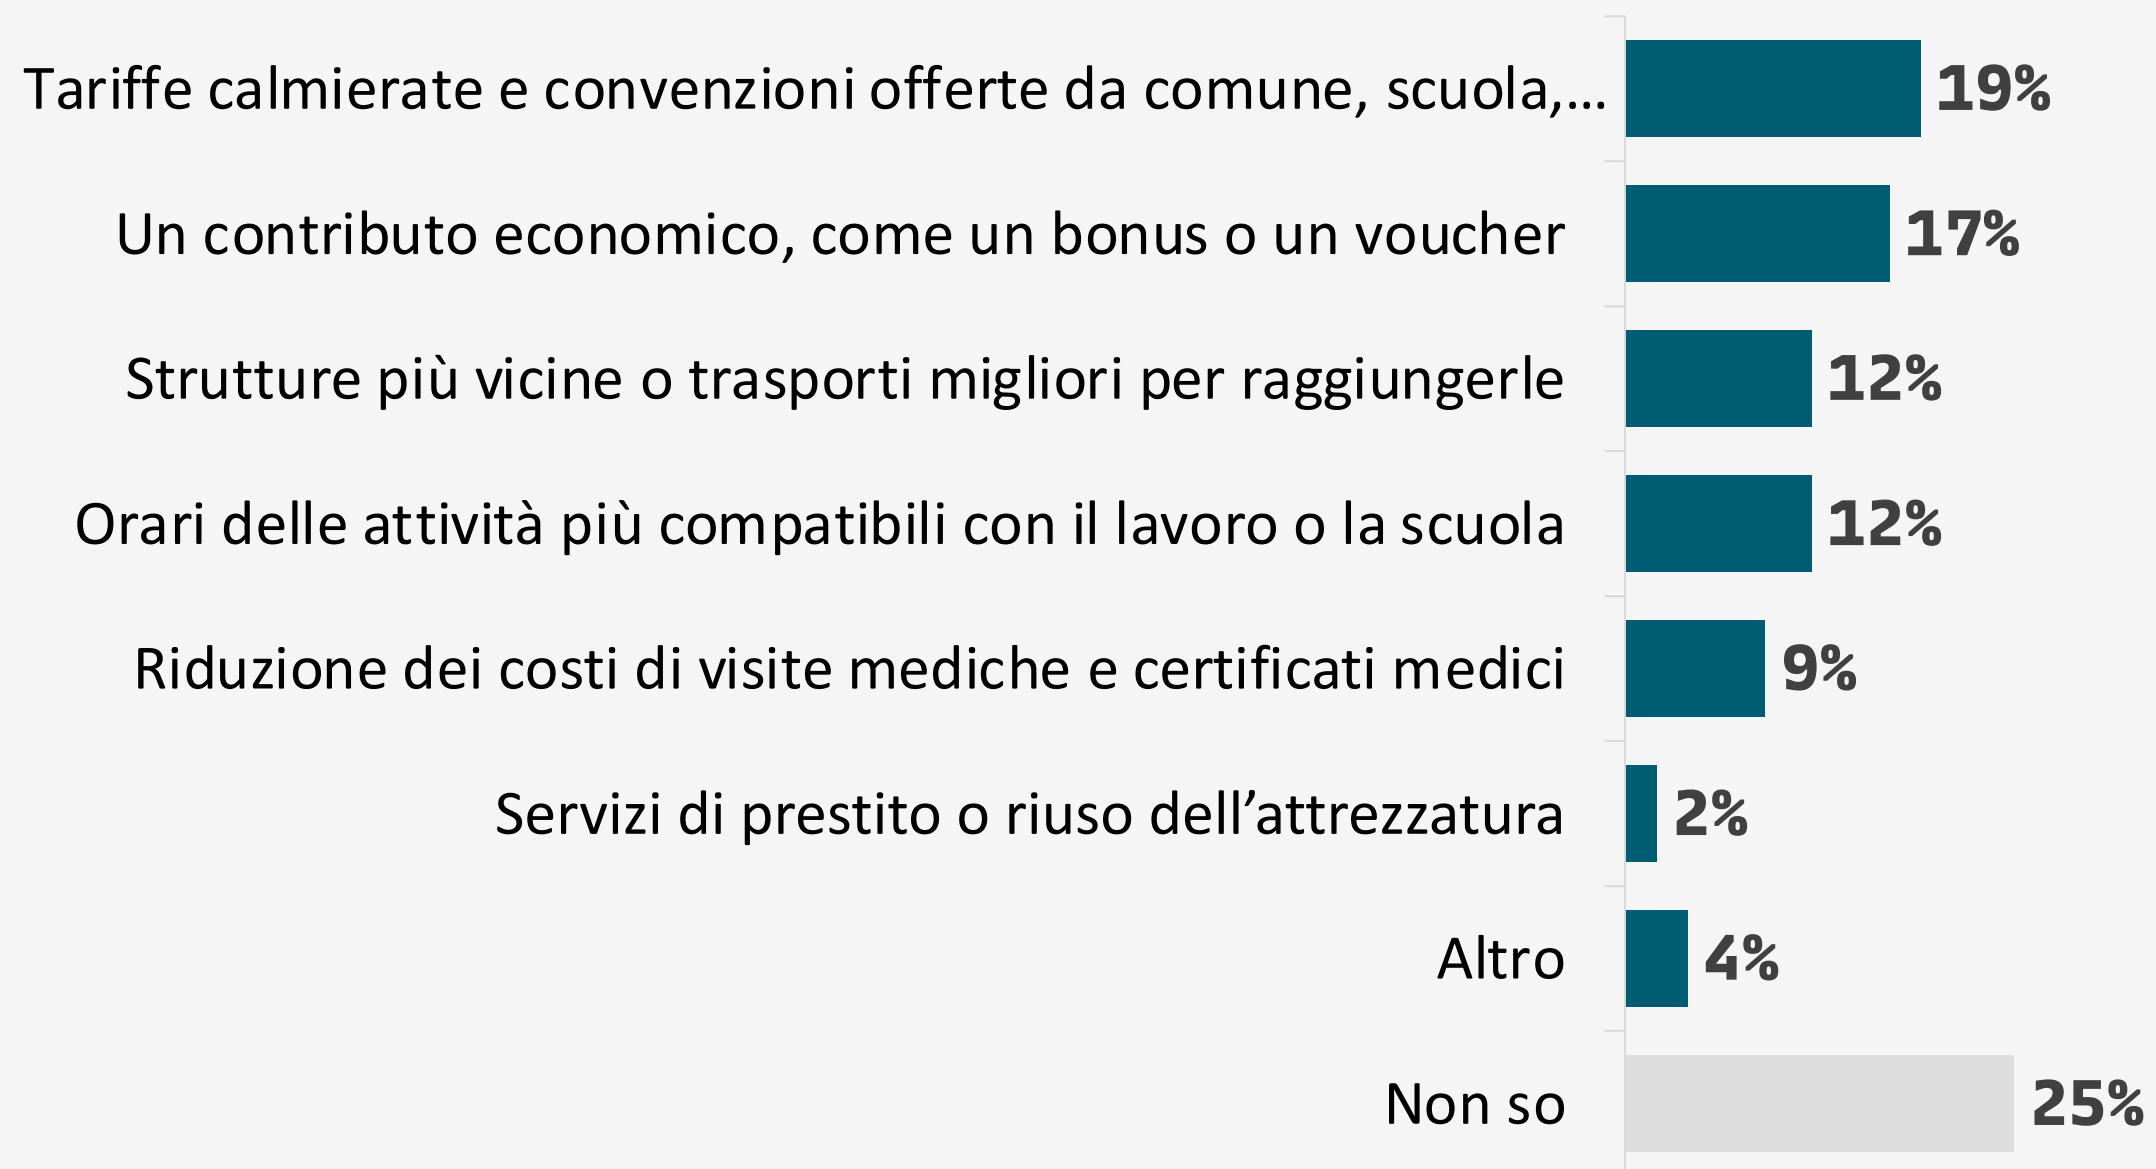 Tariffe calmierate e convenzioni offerte da comune, scuola,... 19%
Un contributo economico, come un bonus o un voucher 17%
Strutture più vicine o trasporti migliori per raggiungerle 12%
Orari delle attività più compatibili con il lavoro o la scuola 12%
Riduzione dei costi di visite mediche e certificati medici 9%
Servizi di prestito o riuso dell’attrezzatura 2%
Altro 4%
Non so 25%